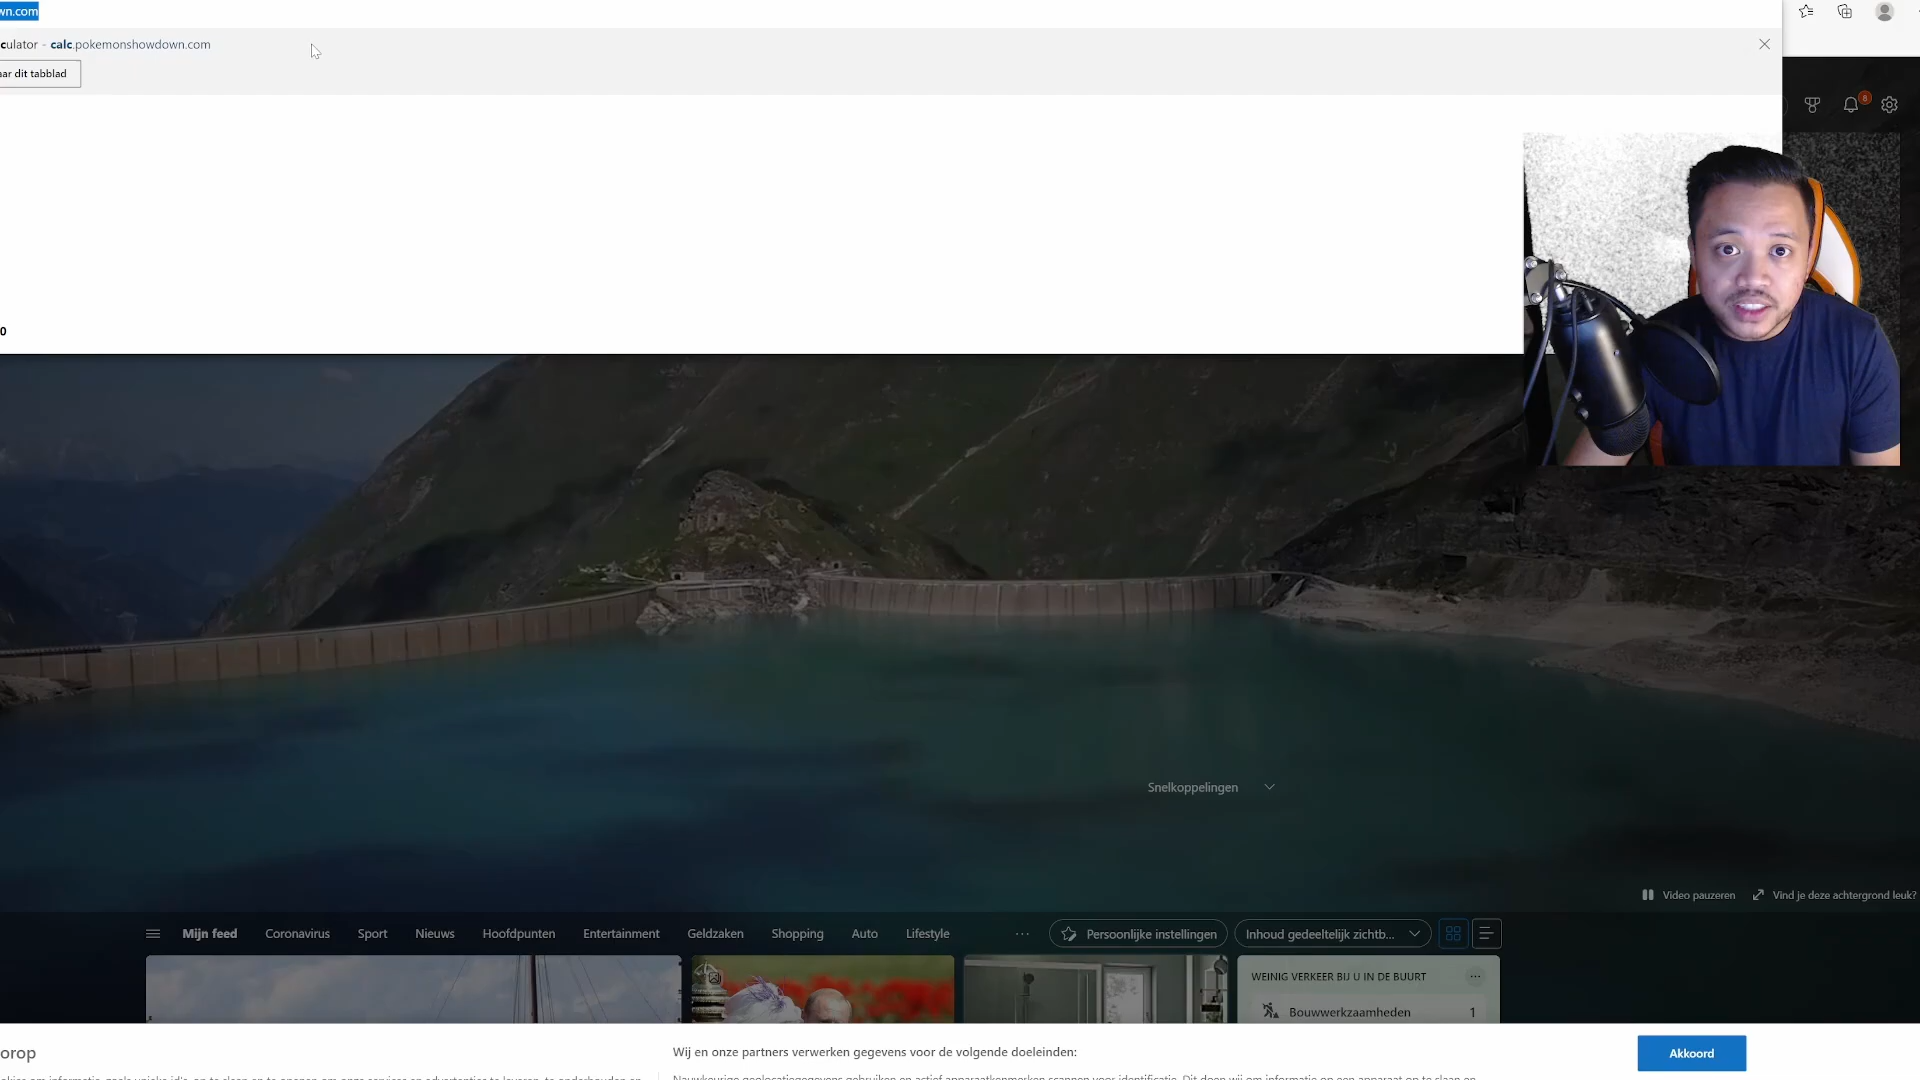 wn.com
culator - calc.pokemonshowdown.com
ar dit tabblad
8
0
Snelkoppelingen
Video pauzeren
Vind je deze achtergrond leuk?
Mijn feed
Coronavirus
Sport
Nieuws
Hoofdpunten
Entertainment
Geldzaken
Shopping
Auto
Lifestyle
Persoonlijke instellingen
Inhoud gedeeltelijk zichtb...
WEINIG VERKEER BIJ U IN DE BUURT
Bouwwerkzaamheden 1
orop
Wij en onze partners verwerken gegevens voor de volgende doeleinden:
Akkoord